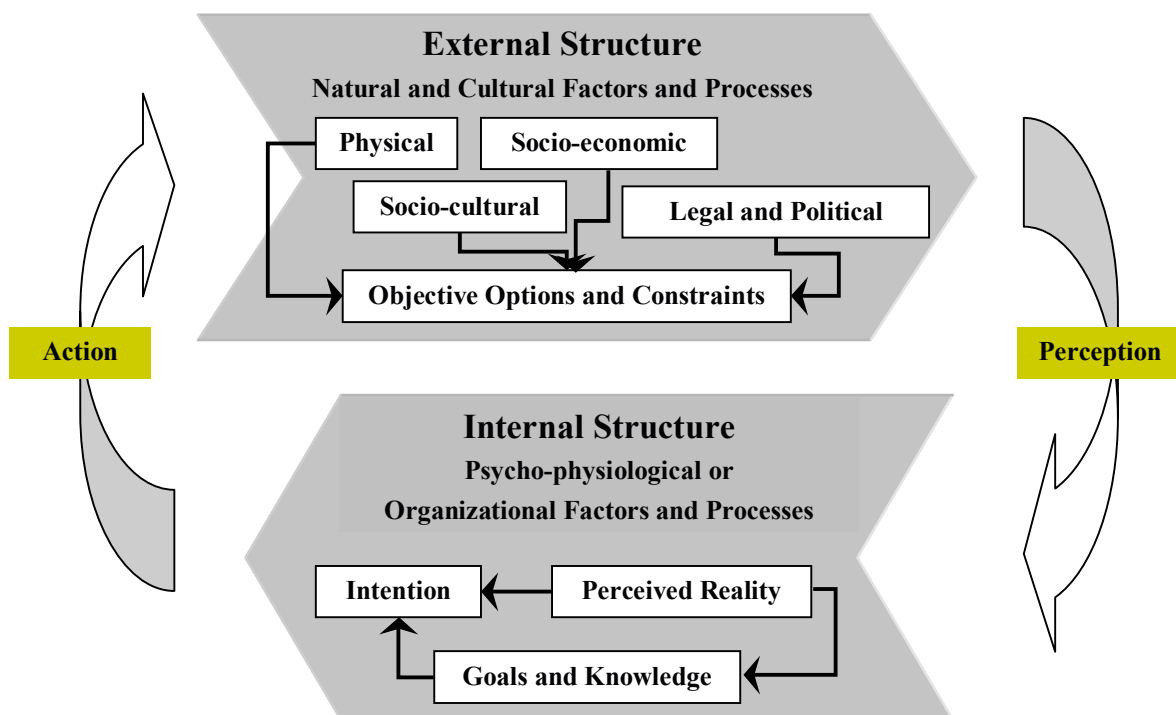 External Structure
Natural and Cultural Factors and Processes
Physical
Socio-economic
Socio-cultural
Legal and Political
Objective Options and Constraints
Action
Perception
Internal Structure
Psycho-physiological or
Organizational Factors and Processes
Intention
Perceived Reality
Goals and Knowledge